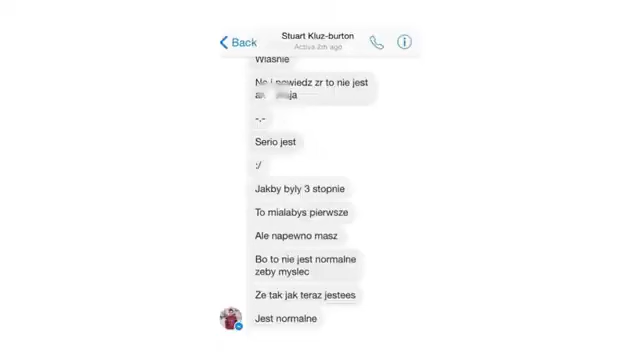 Back
Stuart Kluz-burton
Active 2m ago
Wlasnie
No i powiedz zr to nie jest
-.-
Serio jest
:/
Jakby byly 3 stopnie
To mialabys pierwsze
Ale napewno masz
Bo to nie jest normalne
zeby myslec
Ze tak jak teraz jestees
Jest normalne